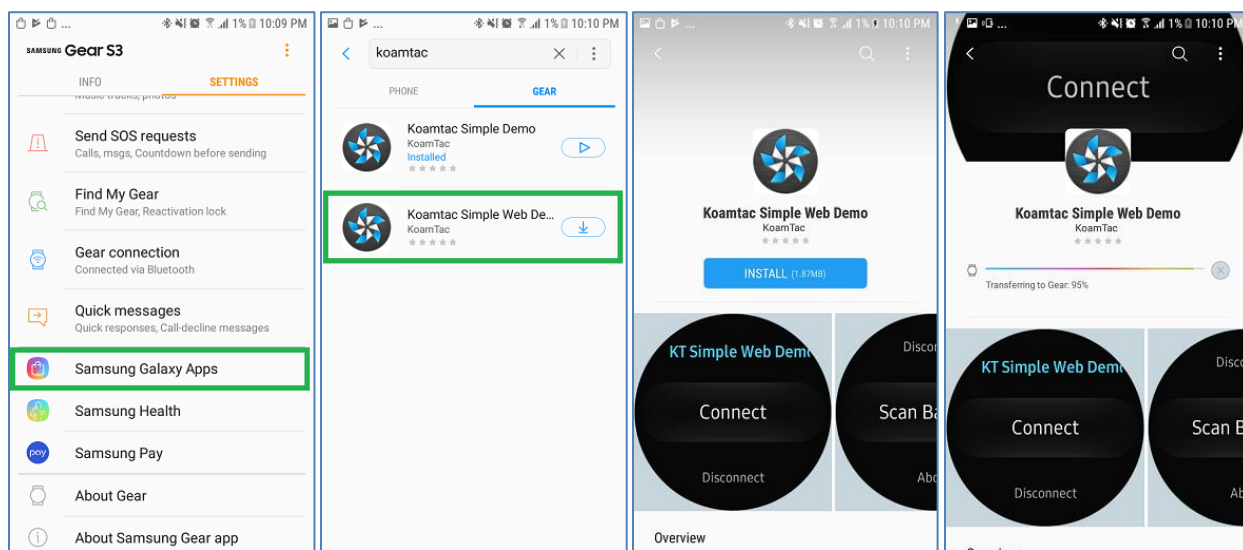 ... 1% 10:09 PM
SAMSUNG Gear S3
INFO SETTINGS
Music tracks, photos
Send SOS requests
Calls, msgs, Countdown before sending
Find My Gear
Find My Gear, Reactivation lock
Gear connection
Connected via Bluetooth
Quick messages
Quick responses, Call-decline messages
Samsung Galaxy Apps
Samsung Health
pay Samsung Pay
About Gear
About Samsung Gear app
... 1% 10:10 PM
koamtac
PHONE GEAR
Koamtac Simple Demo
KoamTac
Installed
Koamtac Simple Web De...
KoamTac
... 1% 10:10 PM
Koamtac Simple Web Demo
KoamTac
INSTALL (1.87MB)
KT Simple Web Demo
Connect
Disconnect
Discon
Scan Ba
Abo
Overview
... 1% 10:10 PM
Connect
Koamtac Simple Web Demo
KoamTac
Transferring to Gear: 95%
KT Simple Web Demo
Connect
Disconnect
Disco
Scan B
Ab